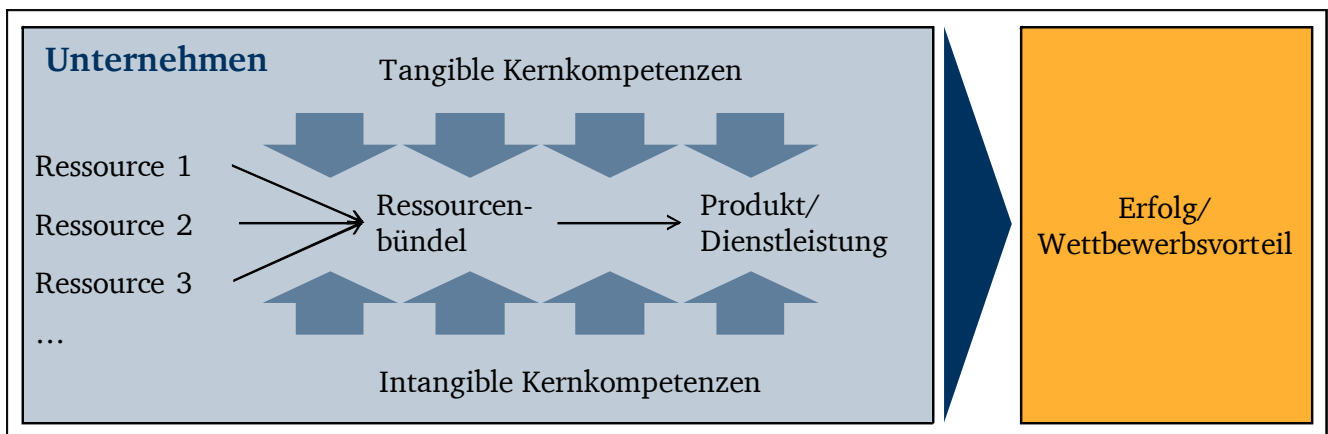 Unternehmen
Tangible Kernkompetenzen
Ressource 1
Ressource 2
Ressource 3
...
Ressourcen-
bündel
Produkt/
Dienstleistung
Intangible Kernkompetenzen
Erfolg/
Wettbewerbsvorteil